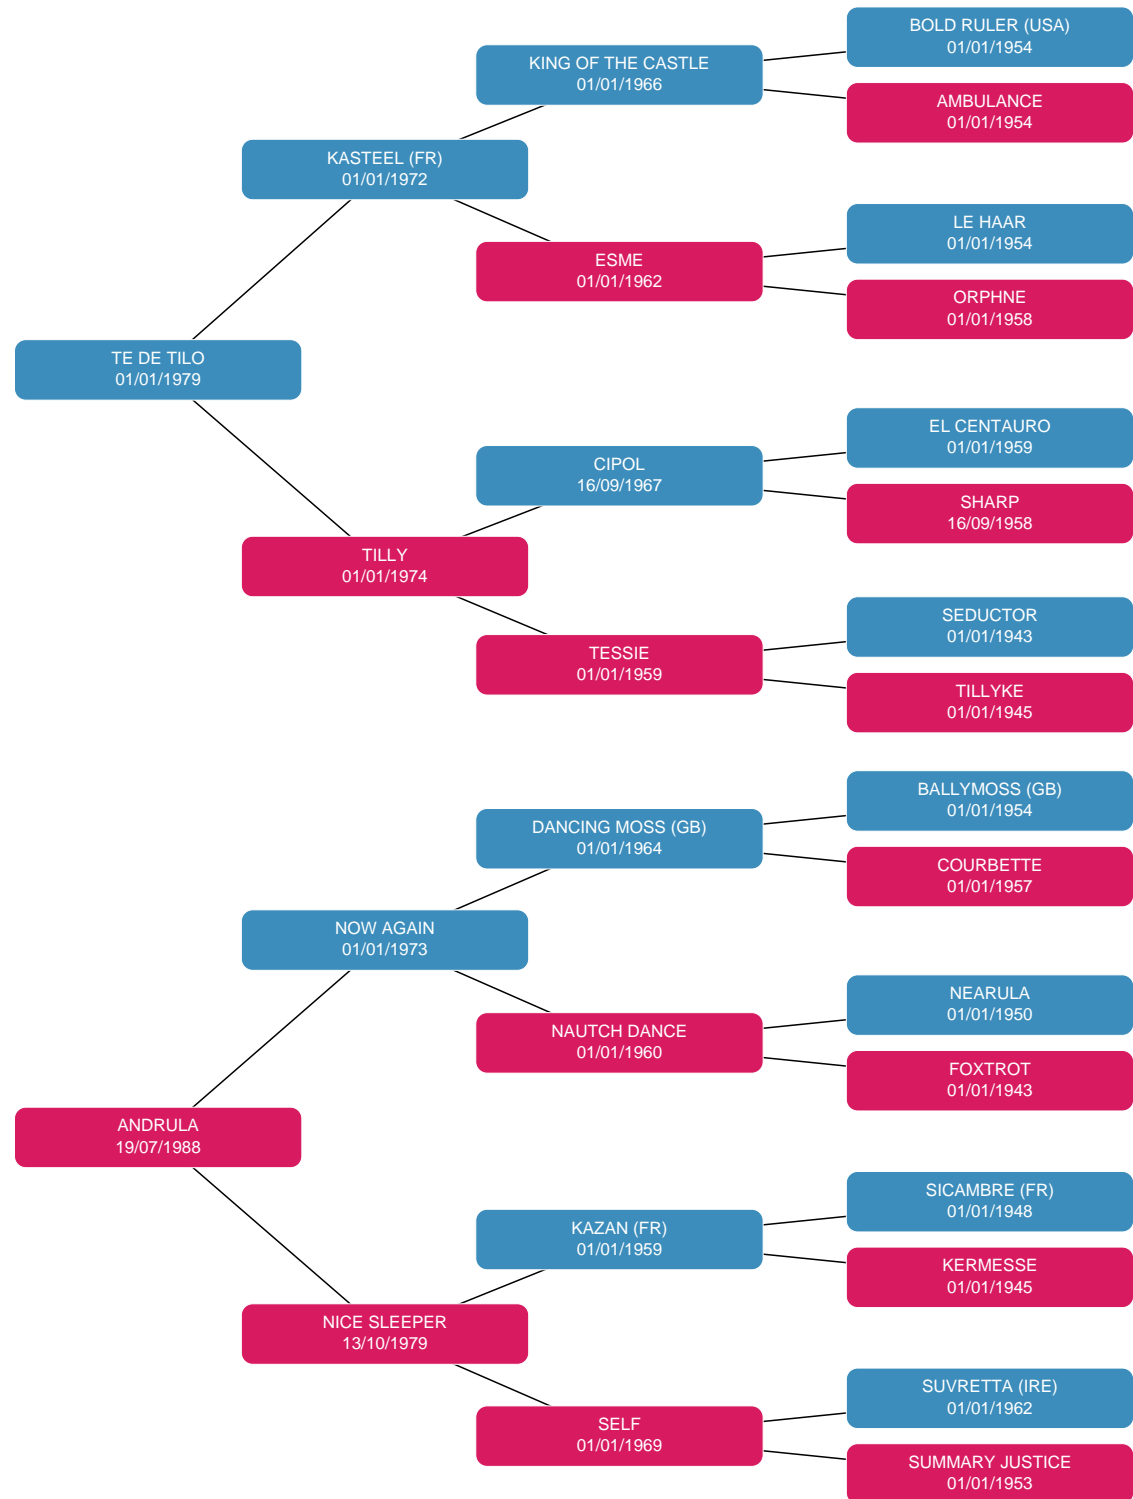 BOLD RULER (USA)
01/01/1954
KING OF THE CASTLE
01/01/1966
AMBULANCE
01/01/1954
KASTEEL (FR)
01/01/1972
LE HAAR
01/01/1954
ESME
01/01/1962
ORPHNE
01/01/1958
TE DE TILO
01/01/1979
EL CENTAURO
01/01/1959
CIPOL
16/09/1967
SHARP
16/09/1958
TILLY
01/01/1974
SEDUCTOR
01/01/1943
TESSIE
01/01/1959
TILLYKE
01/01/1945
BALLYMOSS (GB)
01/01/1954
DANCING MOSS (GB)
01/01/1964
COURBETTE
01/01/1957
NOW AGAIN
01/01/1973
NEARULA
01/01/1950
NAUTCH DANCE
01/01/1960
FOXTROT
01/01/1943
ANDRULA
19/07/1988
SICAMBRE (FR)
01/01/1948
KAZAN (FR)
01/01/1959
KERMESSE
01/01/1945
NICE SLEEPER
13/10/1979
SUVRETTA (IRE)
01/01/1962
SELF
01/01/1969
SUMMARY JUSTICE
01/01/1953